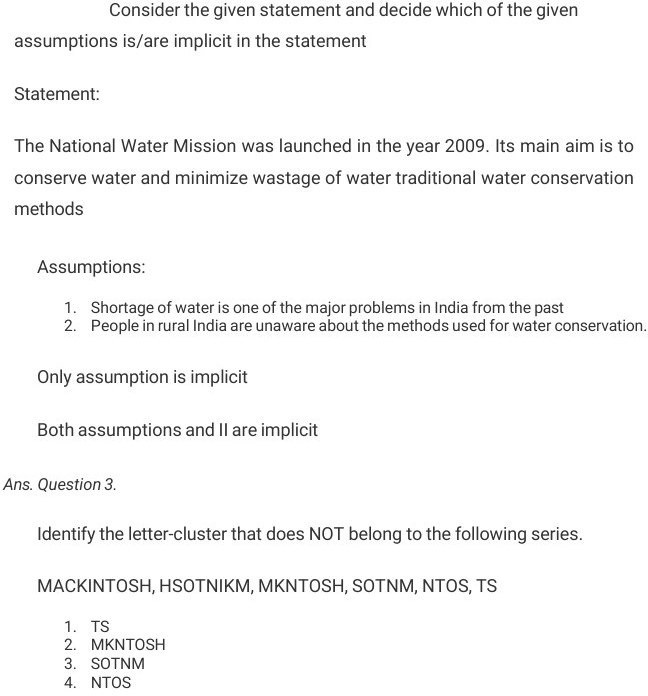 Consider the given statement and decide which of the given
assumptions is/are implicit in the statement
Statement:
The National Water Mission was launched in the year 2009. Its main aim is to
conserve water and minimize wastage of water traditional water conservation
methods
Assumptions:
1. Shortage of water is one of the major problems in India from the past
2. People in rural India are unaware about the methods used for water conservation.
Only assumption is implicit
Both assumptions and II are implicit
Ans. Question 3.
Identify the letter-cluster that does NOT belong to the following series.
MACKINTOSH, HSOTNIKM, MKNTOSH, SOTNM, NTOS, TS
1. TS
2. MKNTOSH
3. SOTNM
4. NTOS